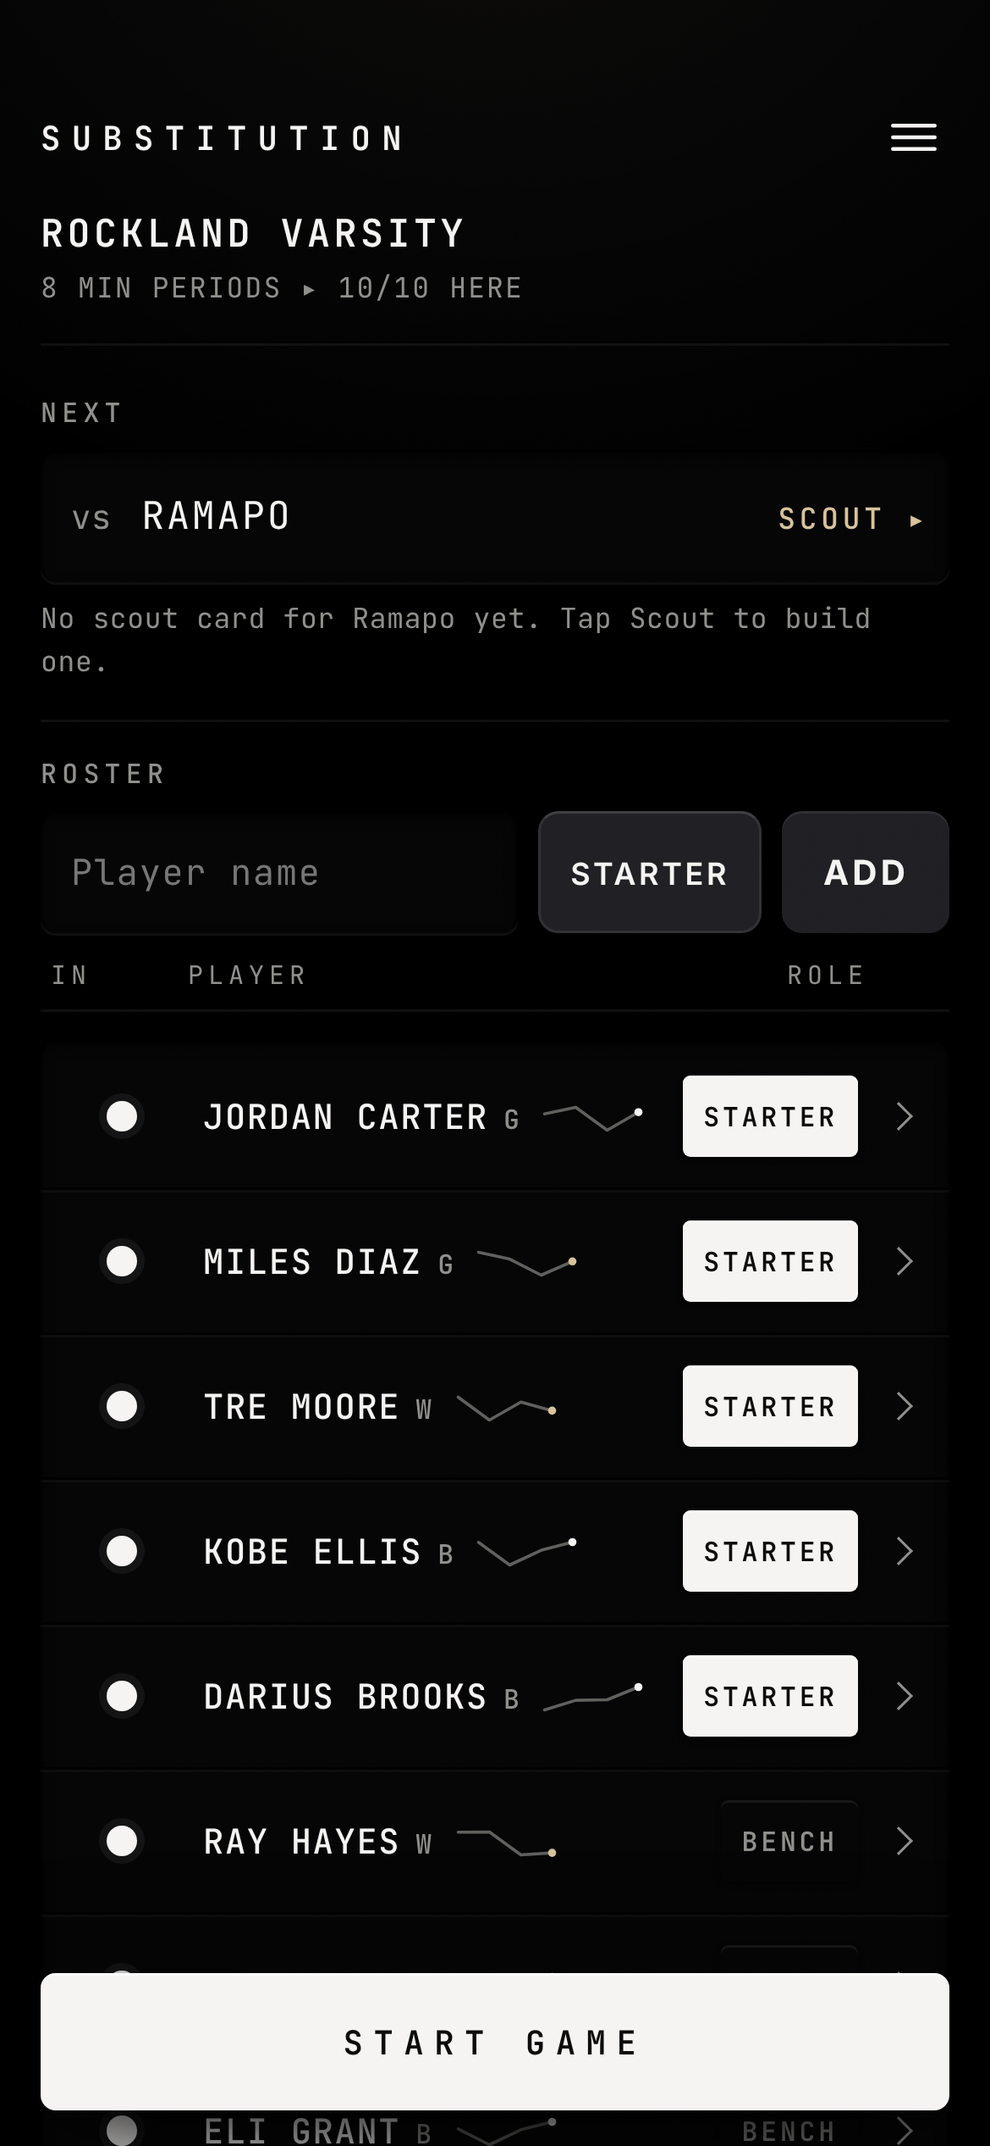 SUBSTITUTION
ROCKLAND VARSITY
8 MIN PERIODS ▸ 10/10 HERE
NEXT
vs RAMAPO SCOUT ▸
No scout card for Ramapo yet. Tap Scout to build
one.
ROSTER
Player name STARTER ADD
IN PLAYER ROLE
JORDAN CARTER G STARTER
MILES DIAZ G STARTER
TRE MOORE W STARTER
KOBE ELLIS B STARTER
DARIUS BROOKS B STARTER
RAY HAYES W BENCH
START GAME
ELI GRANT B BENCH